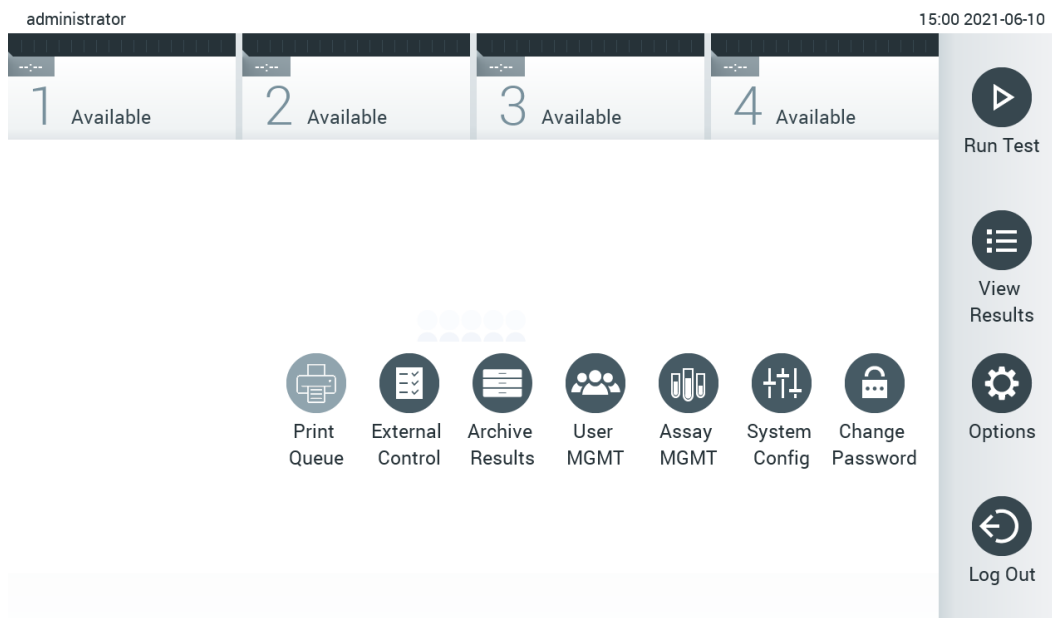 administrator
15:00 2021-06-10
--:--
--:--
--:--
--:--
1 Available
2 Available
3 Available
4 Available
Run Test
View
Results
Print
Queue
External
Control
Archive
Results
User
MGMT
Assay
MGMT
System
Config
Change
Password
Options
Log Out